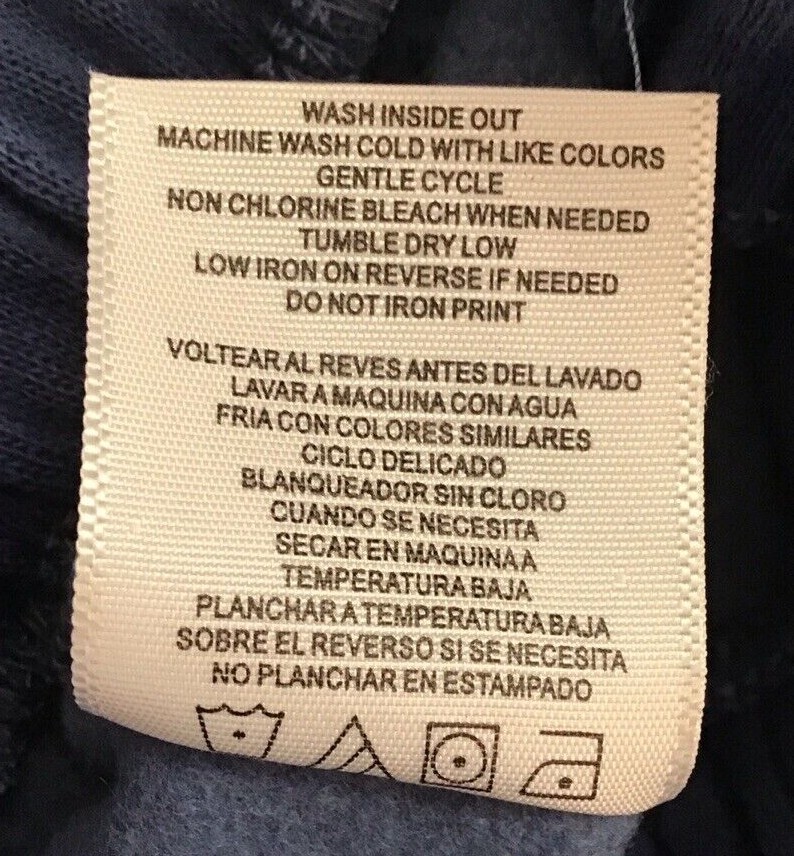 WASH INSIDE OUT
MACHINE WASH COLD WITH LIKE COLORS
GENTLE CYCLE
NON CHLORINE BLEACH WHEN NEEDED
TUMBLE DRY LOW
LOW IRON ON REVERSE IF NEEDED
DO NOT IRON PRINT
VOLTEAR AL REVES ANTES DEL LAVADO
LAVAR A MAQUINA CON AGUA
FRIA CON COLORES SIMILARES
CICLO DELICADO
BLANQUEADOR SIN CLORO
CUANDO SE NECESITA
SECAR EN MAQUINA A
TEMPERATURA BAJA
PLANCHAR A TEMPERATURA BAJA
SOBRE EL REVERSO SI SE NECESITA
NO PLANCHAR EN ESTAMPADO